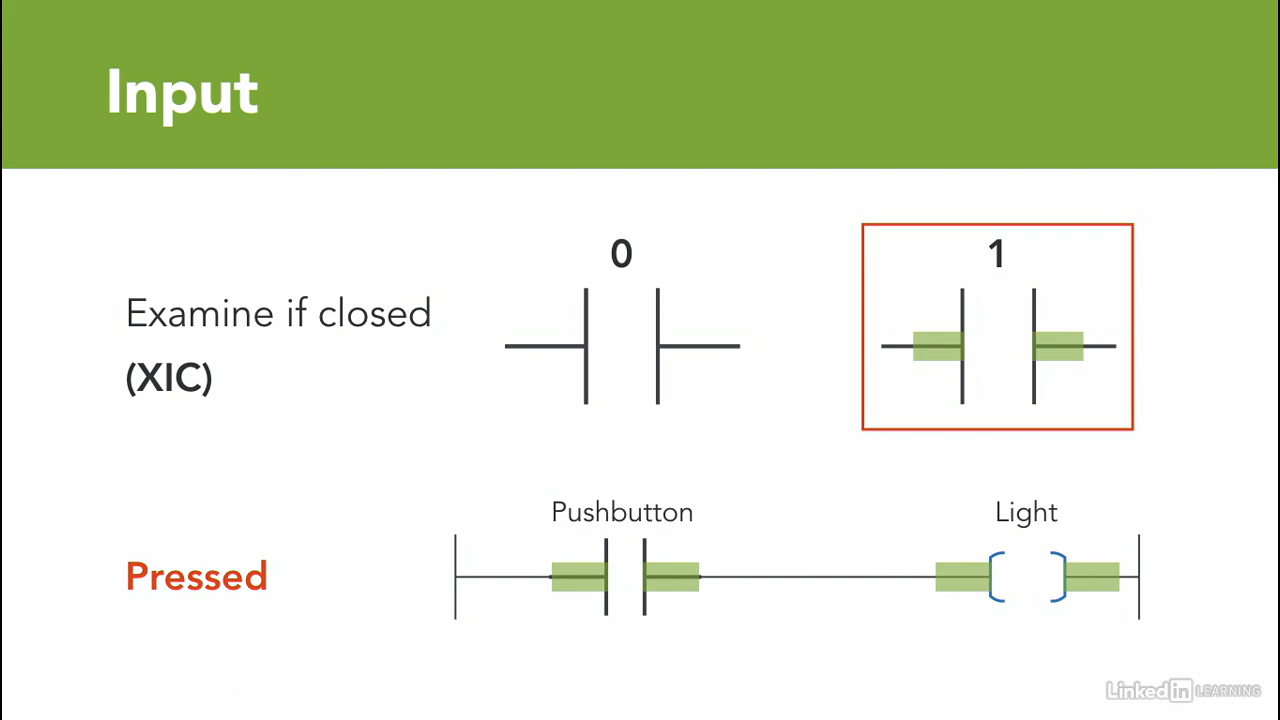 Input
0
1
Examine if closed
(XIC)
Pushbutton
Light
Pressed
Linked in LEARNING